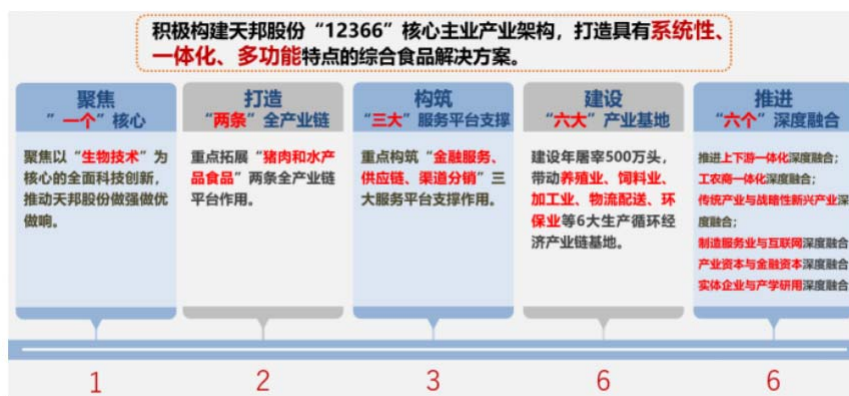 积极构建天邦股份“12366”核心主业产业架构，打造具有系统性、
一体化、多功能特点的综合食品解决方案。
聚焦
“一个”核心
聚焦以“生物技术”为
核心的全面科技创新，
推动天邦股份做强做优
做响。
打造
“两条”全产业链
重点拓展“猪肉和水产
品食品”两条全产业链
平台作用。
构筑
“三大”服务平台支撑
重点构筑“金融服务、
供应链、渠道分销”三
大服务平台支撑作用。
建设
“六大”产业基地
建设年屠宰500万头，
带动养殖业、饲料业、
加工业、物流配送、环
保业等6大生产循环经
济产业链基地。
推进
“六个”深度融合
推进上下游一体化深度融合；
工农商一体化深度融合；
传统产业与战略性新兴产业深
度融合；
制造服务业与互联网深度融合
产业资本与金融资本深度融合
实体企业与产学研用深度融合
1
2
3
6
6